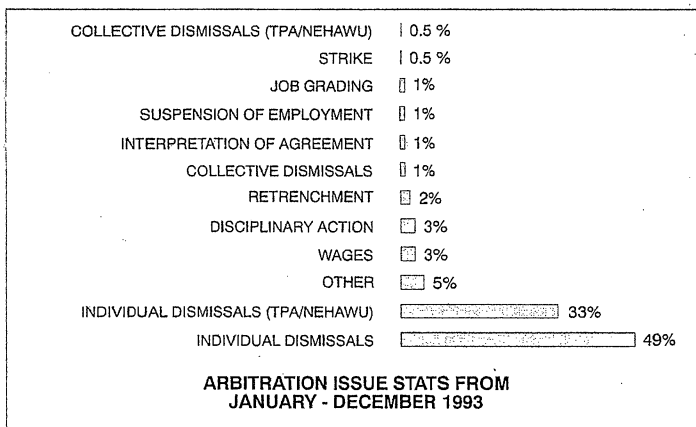 COLLECTIVE DISMISSALS (TPA/NEHAWU) 0.5 %
STRIKE 0.5 %
JOB GRADING 1%
SUSPENSION OF EMPLOYMENT 1%
INTERPRETATION OF AGREEMENT 1%
COLLECTIVE DISMISSALS 1%
RETRENCHMENT 2%
DISCIPLINARY ACTION 3%
WAGES 3%
OTHER 5%
INDIVIDUAL DISMISSALS (TPA/NEHAWU) 33%
INDIVIDUAL DISMISSALS 49%
ARBITRATION ISSUE STATS FROM
JANUARY - DECEMBER 1993